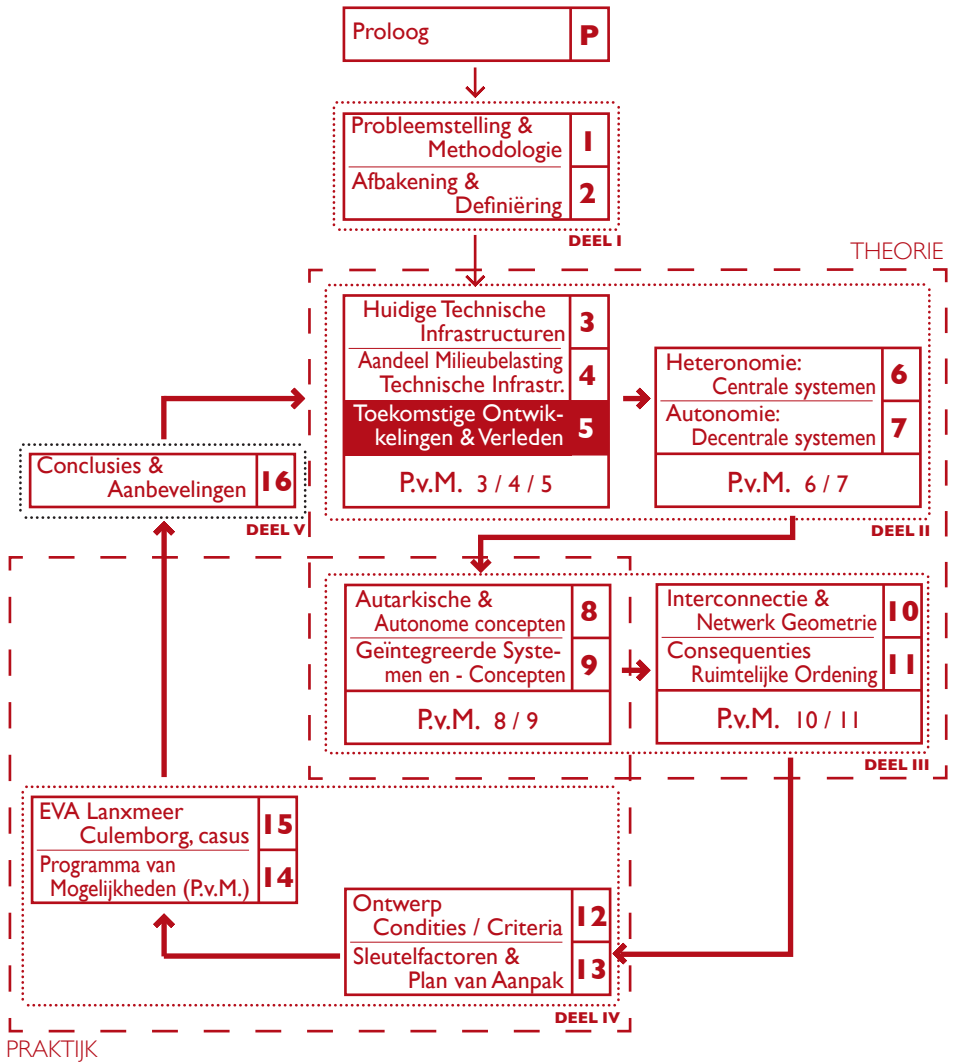 Proloog P
Probleemstelling & 1
Methodologie
Afbakening & 2
Definiëring
DEEL I
THEORIE
Huidige Technische 3
Infrastructuren
Aandeel Milieubelasting 4
Technische Infrastr.
Toekomstige Ontwik- 5
kelingen & Verleden
P.v.M. 3 / 4 / 5
Heteronomie: 6
Centrale systemen
Autonomie: 7
Decentrale systemen
P.v.M. 6 / 7
DEEL II
Conclusies & 16
Aanbevelingen
DEEL V
Autarkische & 8
Autonome concepten
Geïntegreerde Syste- 9
men en - Concepten
P.v.M. 8 / 9
Interconnectie & 10
Netwerk Geometrie
Consequenties 11
Ruimtelijke Ordening
P.v.M. 10 / 11
DEEL III
EVA Lanxmeer 15
Culemborg, casus
Programma van 14
Mogelijkheden (P.v.M.)
Ontwerp 12
Condities / Criteria
Sleutelfactoren & 13
Plan van Aanpak
DEEL IV
PRAKTIJK